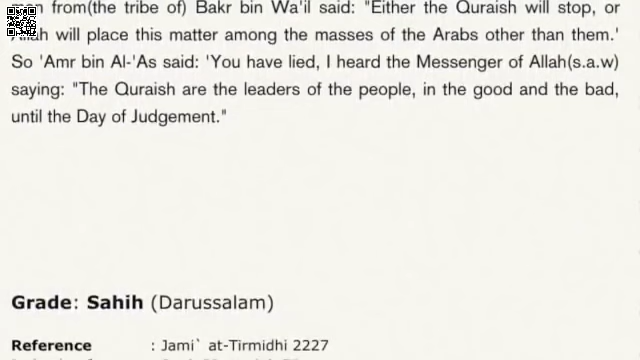 from(the tribe of) Bakr bin Wa'il said: "Either the Quraish will stop, or
will place this matter among the masses of the Arabs other than them.'
So 'Amr bin Al-'As said: 'You have lied, I heard the Messenger of Allah(s.a.w)
saying: "The Quraish are the leaders of the people, in the good and the bad,
until the Day of Judgement."
Grade: Sahih (Darussalam)
Reference : Jami` at-Tirmidhi 2227